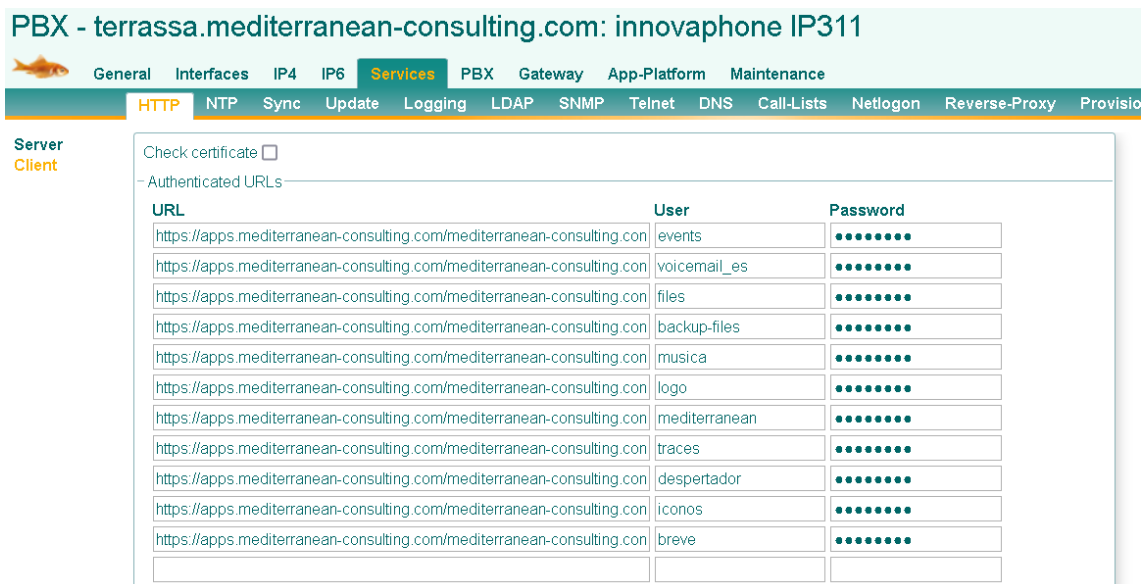 PBX - terrassa.mediterranean-consulting.com: innovaphone IP311
General Interfaces IP4 IP6 Services PBX Gateway App-Platform Maintenance
HTTP NTP Sync Update Logging LDAP SNMP Telnet DNS Call-Lists Netlogon Reverse-Proxy Provisio
Server
Client
Check certificate
Authenticated URLs
URL User Password
https://apps.mediterranean-consulting.com/mediterranean-consulting.con events ••••••••
https://apps.mediterranean-consulting.com/mediterranean-consulting.con voicemail_es ••••••••
https://apps.mediterranean-consulting.com/mediterranean-consulting.con files ••••••••
https://apps.mediterranean-consulting.com/mediterranean-consulting.con backup-files ••••••••
https://apps.mediterranean-consulting.com/mediterranean-consulting.con musica ••••••••
https://apps.mediterranean-consulting.com/mediterranean-consulting.con logo ••••••••
https://apps.mediterranean-consulting.com/mediterranean-consulting.con mediterranean ••••••••
https://apps.mediterranean-consulting.com/mediterranean-consulting.con traces ••••••••
https://apps.mediterranean-consulting.com/mediterranean-consulting.con despertador ••••••••
https://apps.mediterranean-consulting.com/mediterranean-consulting.con iconos ••••••••
https://apps.mediterranean-consulting.com/mediterranean-consulting.con breve ••••••••